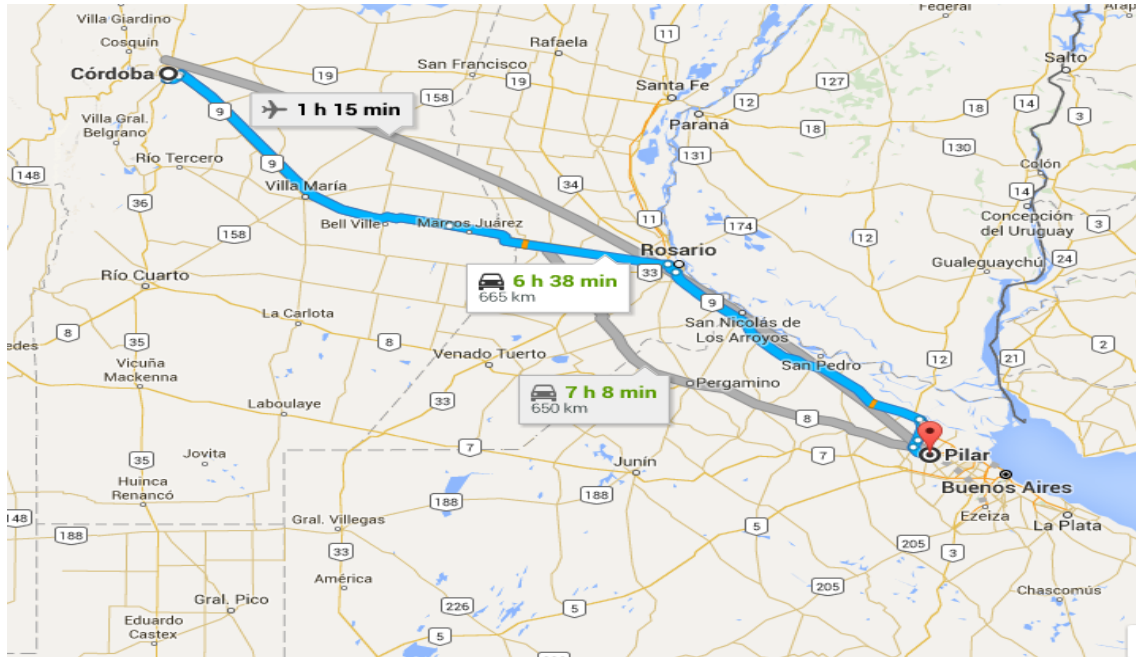 Villa Giardino
Cosquín
Córdoba
19
Rafaela
San Francisco
19
158
11
Federal
Salto
127
Santa Fe
12
Paraná
18
18
14
3
1 h 15 min
9
Villa Gral.
Belgrano
Río Tercero
148
9
131
130
Colón
36
Villa María
34
14
Concepción
del Uruguay
3
Bell Ville
Marcos Juárez
11
174
158
12
Rosario
Río Cuarto
33
24
Gualeguaychú
6 h 38 min
665 km
9
La Carlota
San Nicolás de
Los Arroyos
8
8
Vicuña
Mackenna
Venado Tuerto
San Pedro
12
21
2
7 h 8 min
650 km
Pergamino
33
Laboulaye
8
35
Jovita
7
Junín
7
Pilar
Buenos Aires
Huinca
Renancó
35
188
188
Ezeiza
La Plata
148
188
Gral. Villegas
5
205
3
33
América
205
Chascomús
Gral. Pico
226
5
Eduardo
Castex
5
3